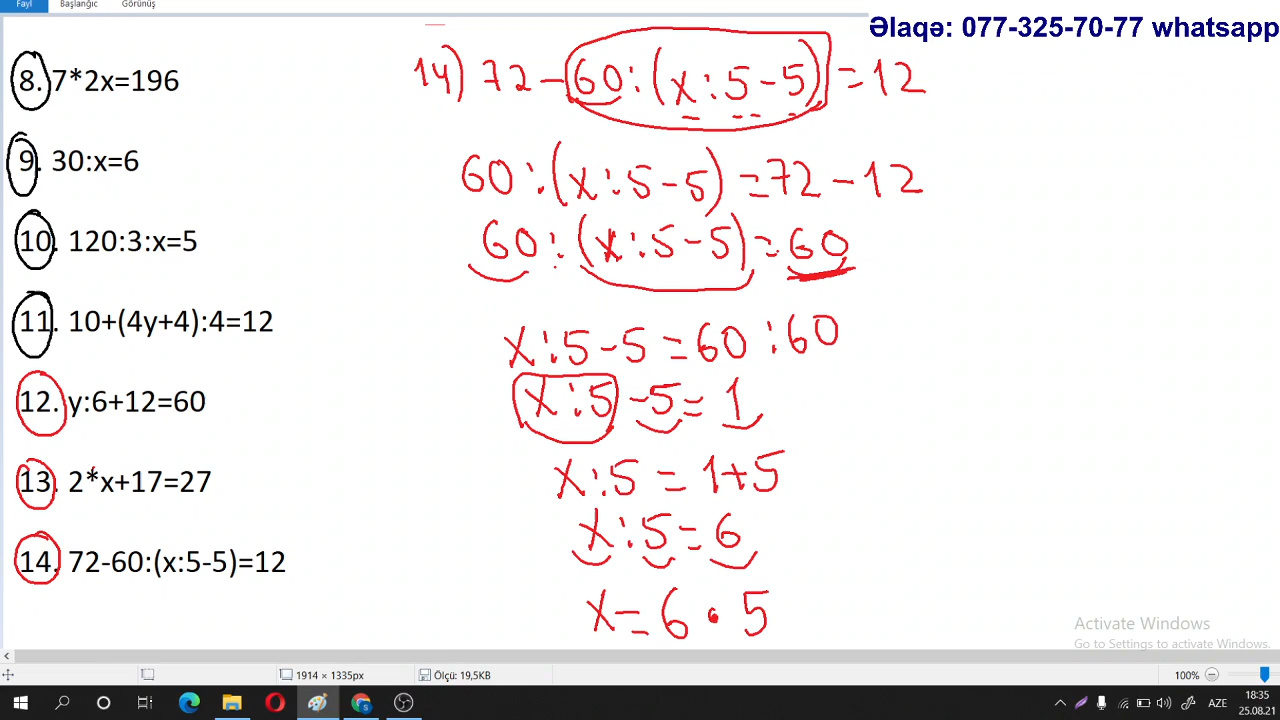 Fayl Başlanğıc Görünüş
Əlaqə: 077-325-70-77 whatsapp
8. 7*2x=196
9. 30:x=6
10. 120:3:x=5
11. 10+(4y+4):4=12
12. y:6+12=60
13. 2*x+17=27
14. 72-60:(x:5-5)=12
14) 72-60:(x:5-5)=12
60:(x:5-5)=72-12
60:(x:5-5)=60
x:5-5=60:60
x:5-5=1
x:5=1+5
x:5=6
x=6•5
Activate Windows
Go to Settings to activate Windows.
1914 × 1335px
Ölçü: 19,5KB
100%
AZE
18:35
25.08.21